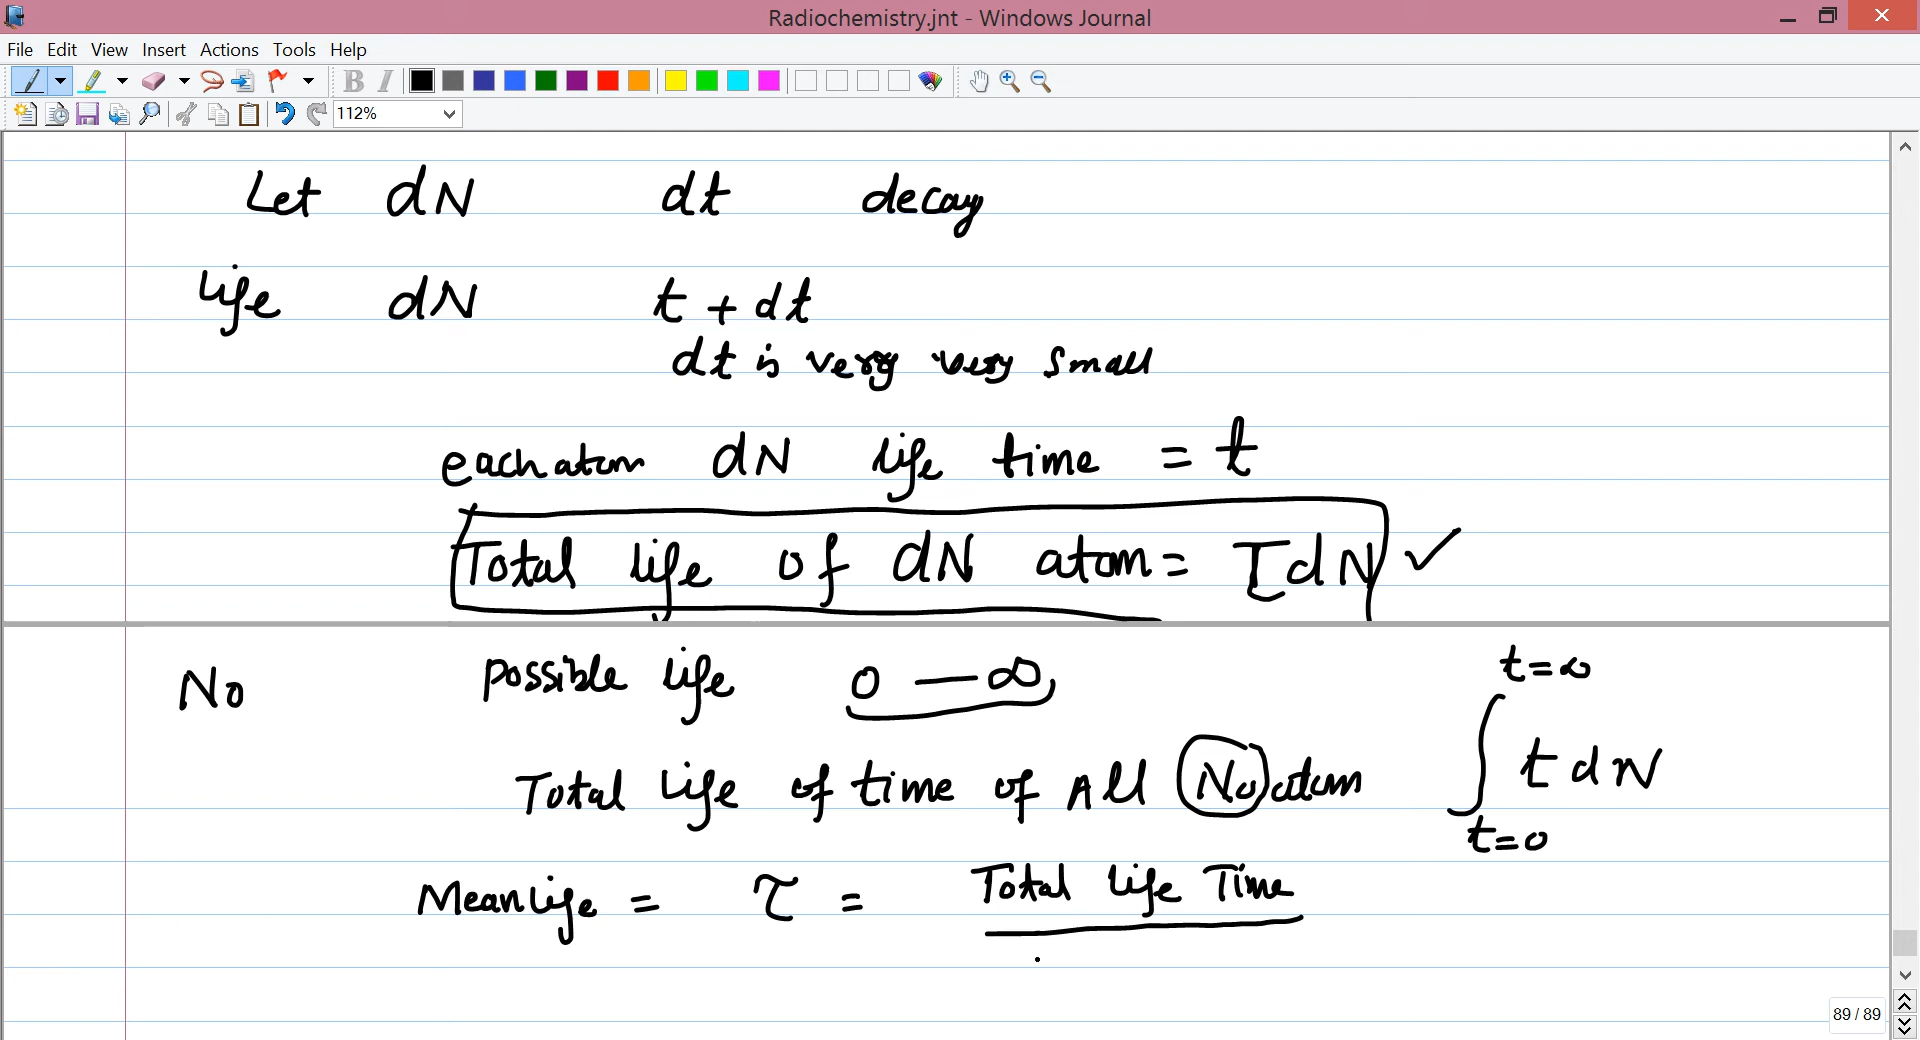 Radiochemistry.jnt - Windows Journal
File Edit View Insert Actions Tools Help
B I
112%
Let dN dt decay
life dN t + dt
dt is very very small
each atom dN life time = t
Total life of dN atom = t dN ✓
No possible life 0 — ∞
t=∞
Total life of time of All No atom ∫ t dN
t=0
Mean life = τ = Total life Time
89 / 89